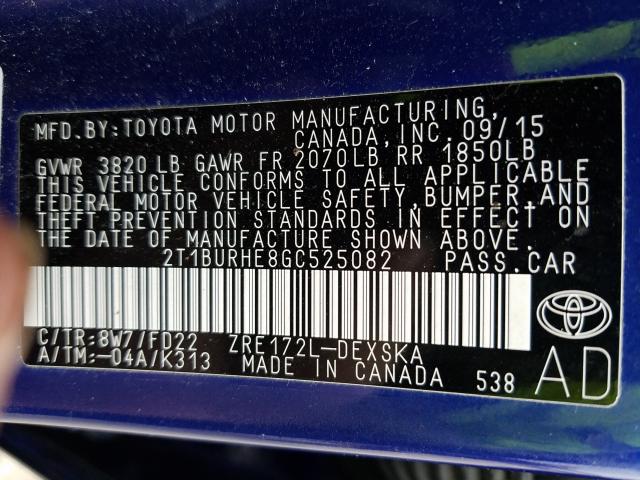 MFD. BY: TOYOTA MOTOR MANUFACTURING,
CANADA, INC. 09/15
GVWR 3820 LB GAWR FR 2070LB RR 1850LB
THIS VEHICLE CONFORMS TO ALL APPLICABLE
FEDERAL MOTOR VEHICLE SAFETY, BUMPER, AND
THEFT PREVENTION STANDARDS IN EFFECT ON
THE DATE OF MANUFACTURE SHOWN ABOVE.
2T1BURHE8GC525082 PASS. CAR
C/TR: 8W7/FD22 ZRE172L-DEXSKA
A/TM: -04A/K313 MADE IN CANADA 538
AD